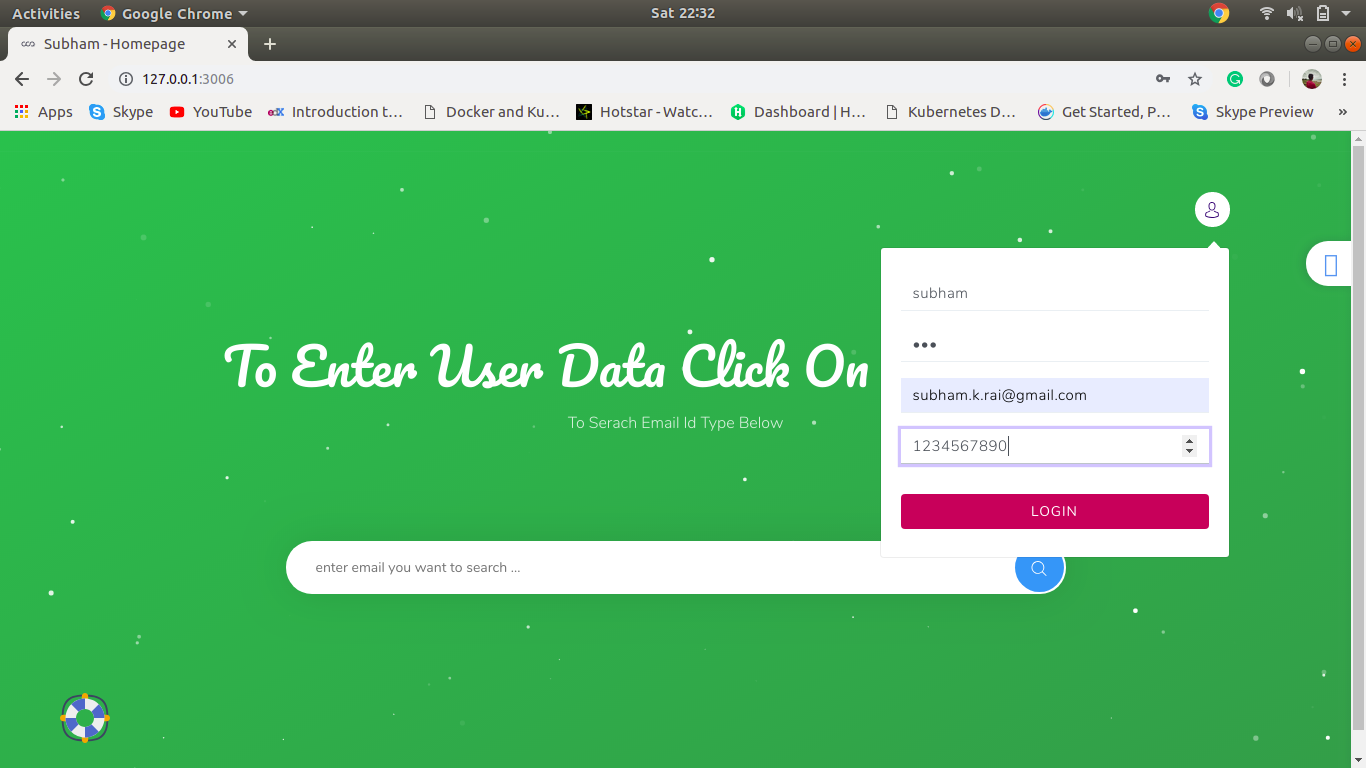 Activities Google Chrome Sat 22:32
Subham - Homepage
127.0.0.1:3006
Apps Skype YouTube edX Introduction t… Docker and Ku… Hotstar - Watc… Dashboard | H… Kubernetes D… Get Started, P… Skype Preview »
subham
•••
To Enter User Data Click On
subham.k.rai@gmail.com
To Serach Email Id Type Below
1234567890
LOGIN
enter email you want to search ...